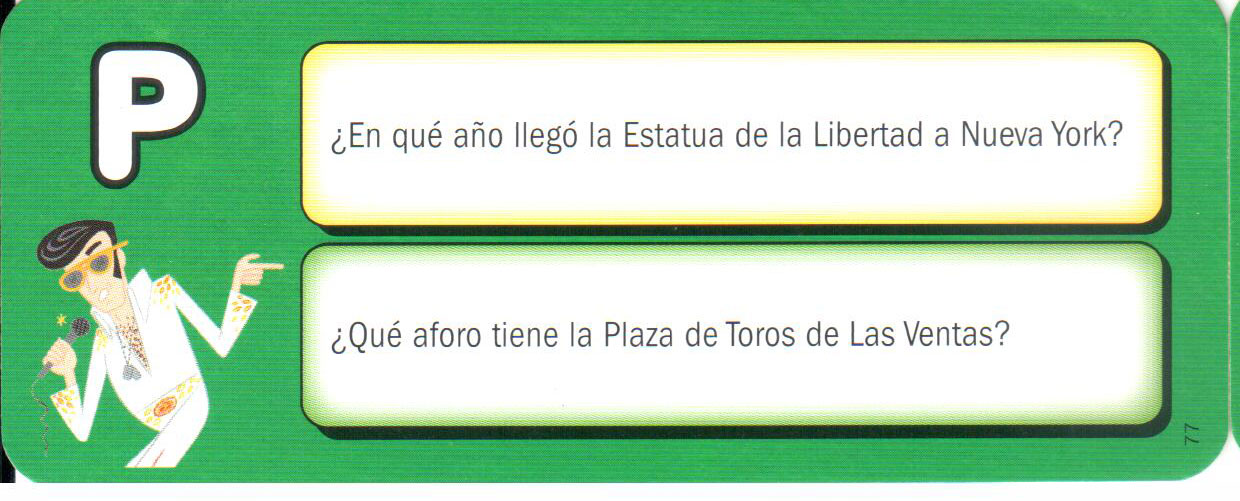 P
¿En qué año llegó la Estatua de la Libertad a Nueva York?
¿Qué aforo tiene la Plaza de Toros de Las Ventas?
77